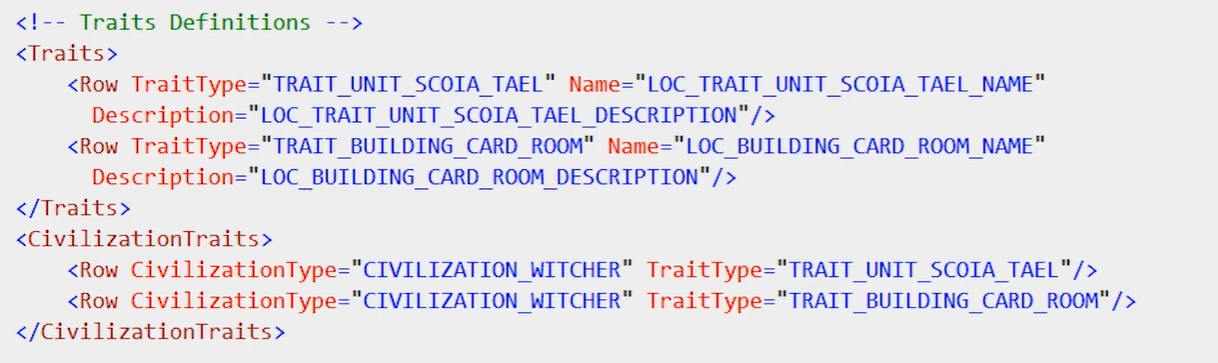 <!-- Traits Definitions -->
<Traits>
    <Row TraitType="TRAIT_UNIT_SCOIA_TAEL" Name="LOC_TRAIT_UNIT_SCOIA_TAEL_NAME"
      Description="LOC_TRAIT_UNIT_SCOIA_TAEL_DESCRIPTION"/>
    <Row TraitType="TRAIT_BUILDING_CARD_ROOM" Name="LOC_BUILDING_CARD_ROOM_NAME"
      Description="LOC_BUILDING_CARD_ROOM_DESCRIPTION"/>
</Traits>
<CivilizationTraits>
    <Row CivilizationType="CIVILIZATION_WITCHER" TraitType="TRAIT_UNIT_SCOIA_TAEL"/>
    <Row CivilizationType="CIVILIZATION_WITCHER" TraitType="TRAIT_BUILDING_CARD_ROOM"/>
</CivilizationTraits>